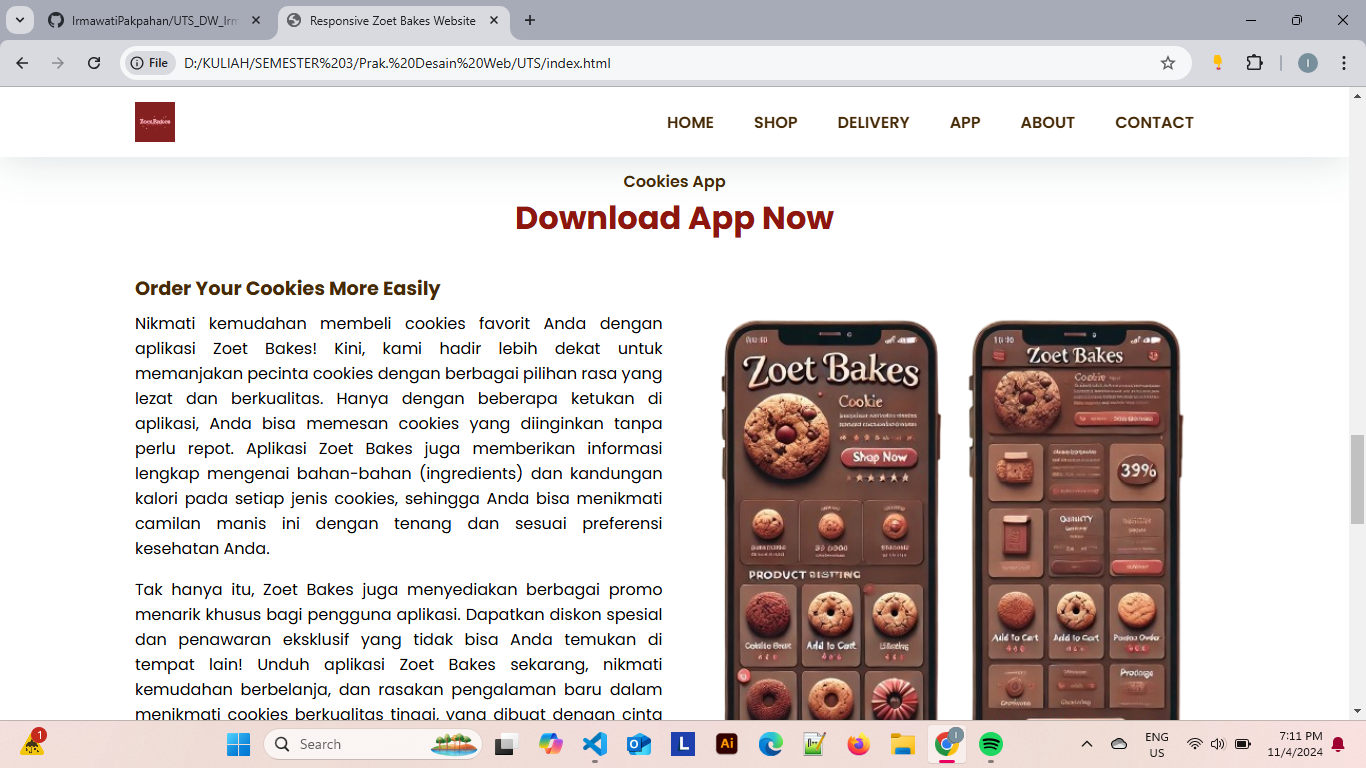 IrmawatiPakpahan/UTS_DW_Irm
Responsive Zoet Bakes Website
File
D:/KULIAH/SEMESTER%203/Prak.%20Desain%20Web/UTS/index.html
I
Zoet Bakes
HOME
SHOP
DELIVERY
APP
ABOUT
CONTACT
Cookies App
Download App Now
Order Your Cookies More Easily
Nikmati kemudahan membeli cookies favorit Anda dengan
aplikasi Zoet Bakes! Kini, kami hadir lebih dekat untuk
memanjakan pecinta cookies dengan berbagai pilihan rasa yang
lezat dan berkualitas. Hanya dengan beberapa ketukan di
aplikasi, Anda bisa memesan cookies yang diinginkan tanpa
perlu repot. Aplikasi Zoet Bakes juga memberikan informasi
lengkap mengenai bahan-bahan (ingredients) dan kandungan
kalori pada setiap jenis cookies, sehingga Anda bisa menikmati
camilan manis ini dengan tenang dan sesuai preferensi
kesehatan Anda.
Tak hanya itu, Zoet Bakes juga menyediakan berbagai promo
menarik khusus bagi pengguna aplikasi. Dapatkan diskon spesial
dan penawaran eksklusif yang tidak bisa Anda temukan di
tempat lain! Unduh aplikasi Zoet Bakes sekarang, nikmati
kemudahan berbelanja, dan rasakan pengalaman baru dalam
menikmati cookies berkualitas tinggi, yang dibuat dengan cinta
Zoet Bakes
Cookie
Shop Now
PRODUCT
Add to Cart
Zoet Bakes
Cookie
39%
Add to Cart
Add to Cart
1
Search
L
Ai
I
ENG
US
7:11 PM
11/4/2024